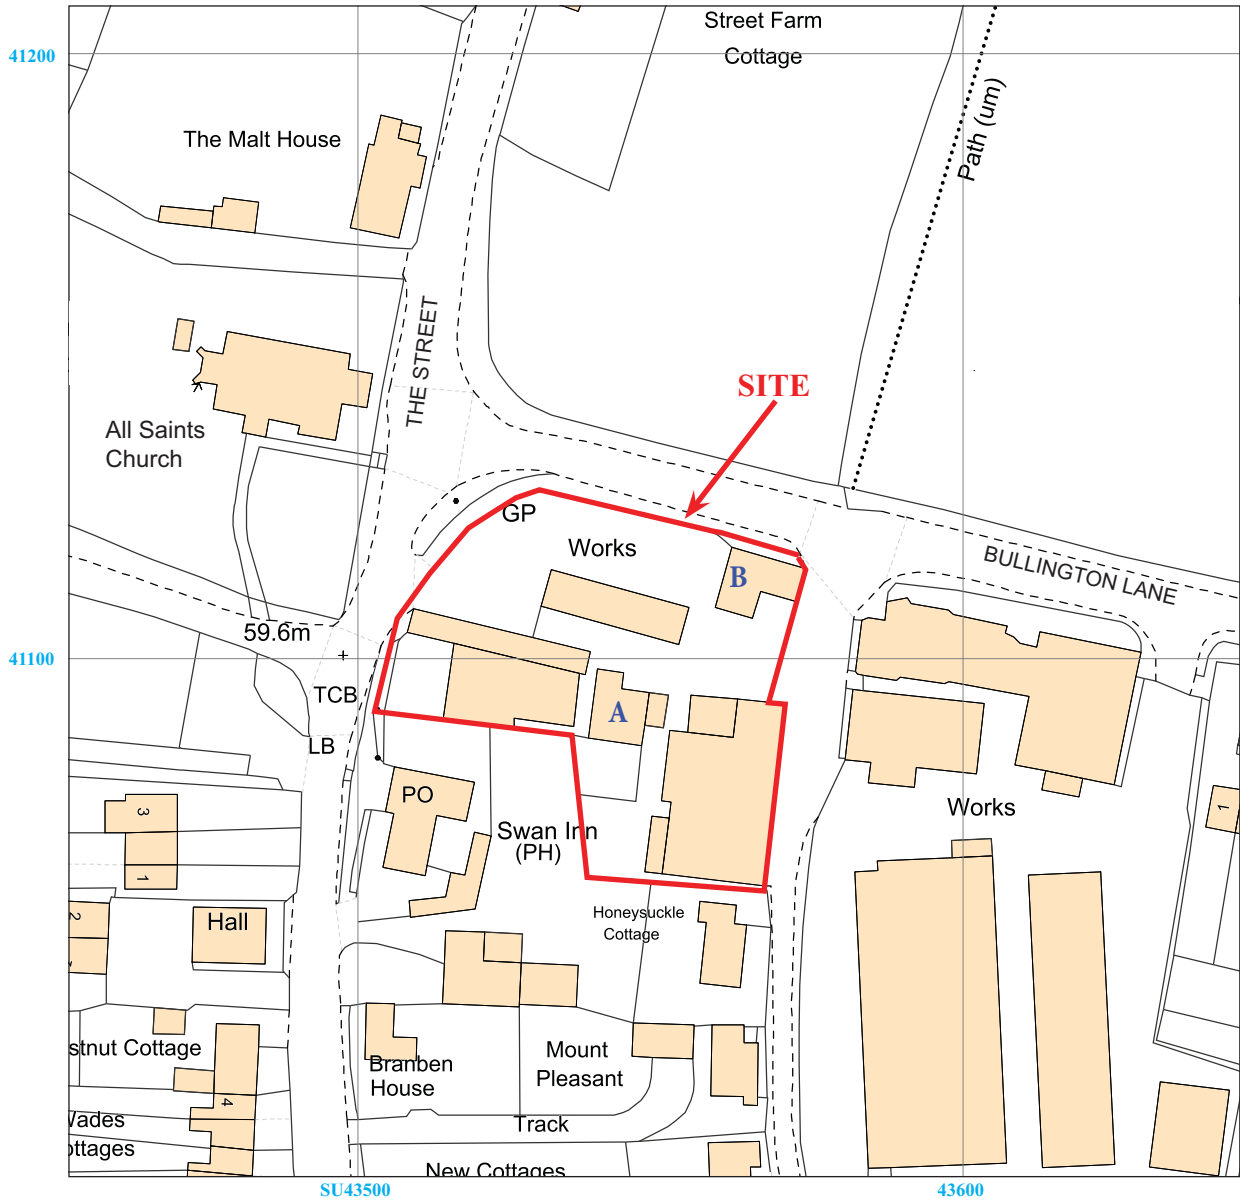 Street Farm
Cottage
41200
Path (um)
The Malt House
THE STREET
SITE
All Saints
Church
GP
Works
B
BULLINGTON LANE
59.6m
41100
TCB
A
LB
PO
Works
3
1
1
Swan Inn
(PH)
2
Hall
Honeysuckle
Cottage
stnut Cottage
Mount
Pleasant
Branben
House
4
Track
ottages
New Cottages
SU43500
43600